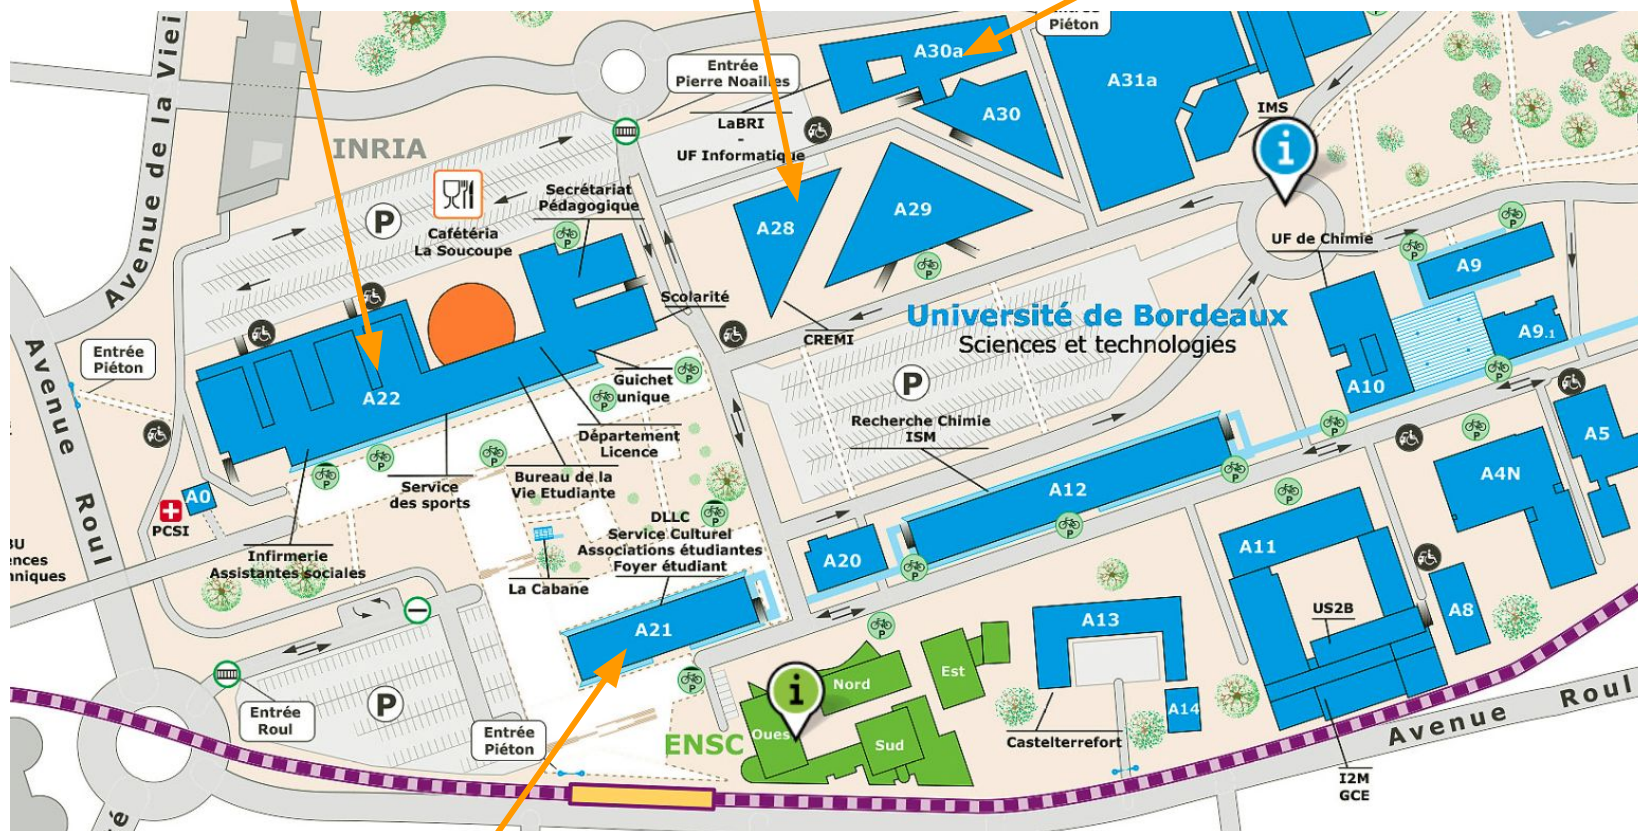 Avenue de la Viei
Piéton
A30a
A31a
Entrée
Pierre Noailles
A30
IMS
LaBRI
-
UF Informatique
INRIA
i
P
Cafétéria
La Soucoupe
Secrétariat
Pédagogique
P
A28
A29
UF de Chimie
P
P
P
A9
Scolarité
Université de Bordeaux
Sciences et technologies
CREMI
A9.1
Entrée
Piéton
A22
Guichet
unique
P
P
P
A10
P
Avenue Roul
Département
Licence
Recherche Chimie
ISM
P
P
A5
P
P
P
Service
des sports
Bureau de la
Vie Etudiante
A12
P
P
A4N
A0
PCSI
DLLC
Service Culturel
Associations étudiantes
Foyer étudiant
P
P
A11
BU
ences
hniques
Infirmerie
Assistantes sociales
La Cabane
A20
P
A21
P
A13
US2B
A8
P
i
Nord
Est
Entrée
Roul
P
Entrée
Piéton
ENSC
Oues
Sud
A14
Castelterrefort
Avenue Roul
I2M
GCE
é